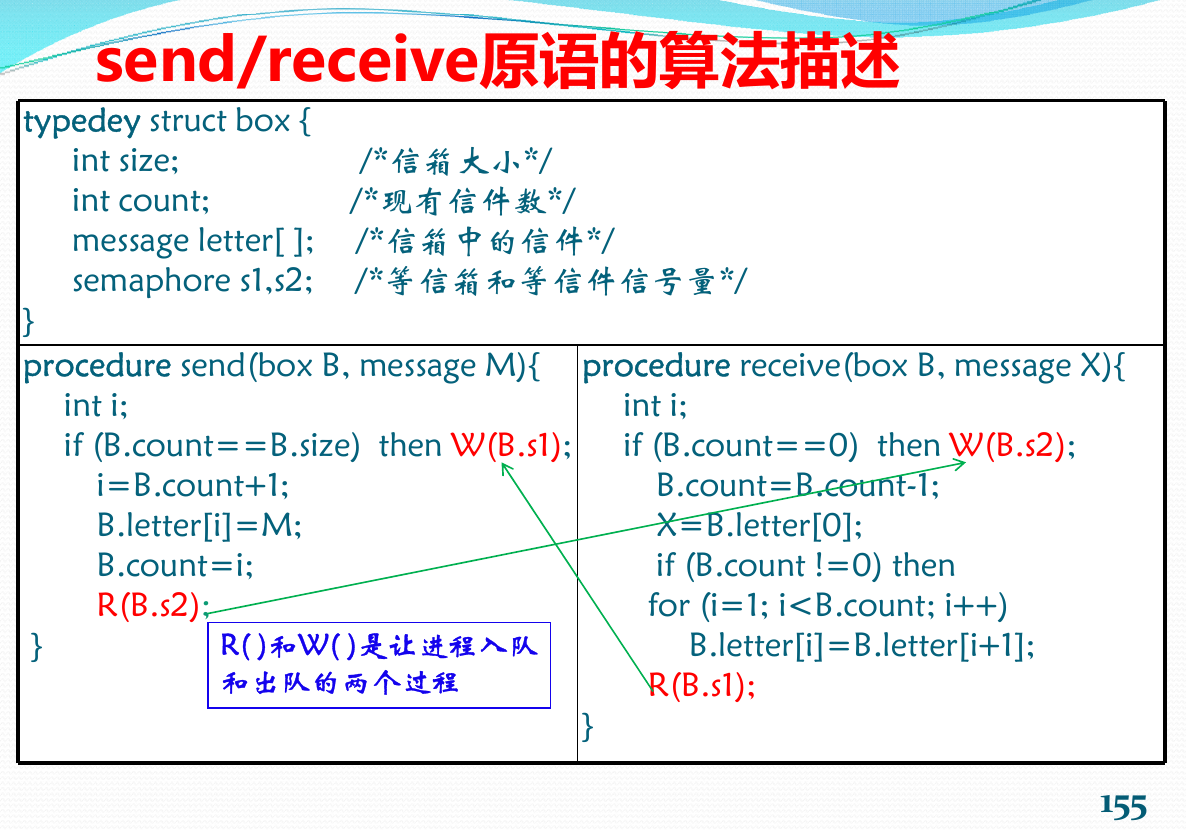 send/receive原语的算法描述
typedey struct box {
int size; /*信箱大小*/
int count; /*现有信件数*/
message letter[ ]; /*信箱中的信件*/
semaphore s1,s2; /*等信箱和等信件信号量*/
}
procedure send(box B, message M){
int i;
if (B.count==B.size) then W(B.s1);
i=B.count+1;
B.letter[i]=M;
B.count=i;
R(B.s2);
}
R( )和W( )是让进程入队
和出队的两个过程
procedure receive(box B, message X){
int i;
if (B.count==0) then W(B.s2);
B.count=B.count-1;
X=B.letter[0];
if (B.count !=0) then
for (i=1; i<B.count; i++)
B.letter[i]=B.letter[i+1];
R(B.s1);
}
155